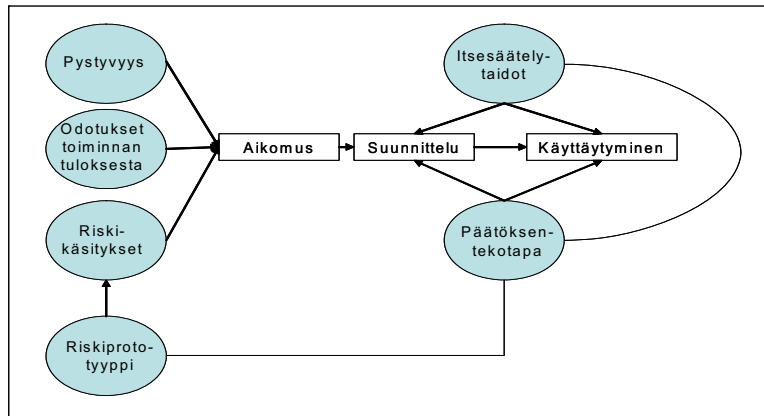 Pystyvyys
Odotukset
toiminnan
tuloksesta
Riski-
käsitykset
Riskiproto-
tyyppi
Aikomus
Suunnittelu
Käyttäytyminen
Itsesäätely-
taidot
Päätöksen-
tekotapa